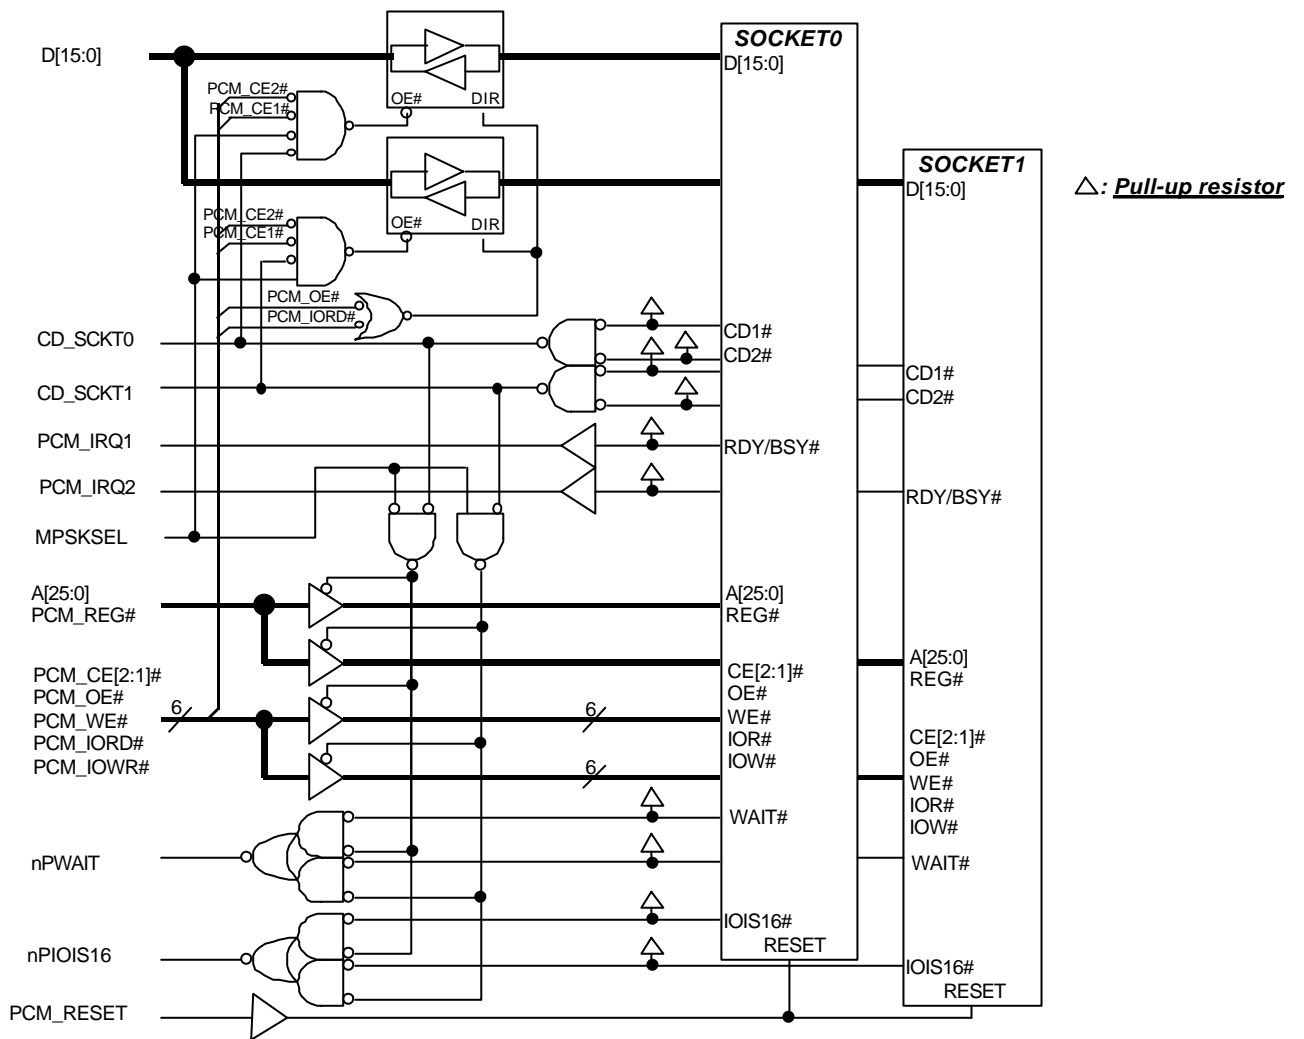 SOCKET0
D[15:0]
D[15:0]
PCM_CE2#
PCM_CE1#
OE#
DIR
SOCKET1
D[15:0]
△: Pull-up resistor
PCM_CE2#
PCM_CE1#
OE#
DIR
PCM_OE#
PCM_IORD#
CD_SCKT0
CD1#
CD2#
CD_SCKT1
CD1#
CD2#
PCM_IRQ1
RDY/BSY#
PCM_IRQ2
RDY/BSY#
MPSKSEL
A[25:0]
PCM_REG#
A[25:0]
REG#
A[25:0]
REG#
PCM_CE[2:1]#
PCM_OE#
PCM_WE#
PCM_IORD#
PCM_IOWR#
6
6
6
CE[2:1]#
OE#
WE#
IOR#
IOW#
CE[2:1]#
OE#
WE#
IOR#
IOW#
WAIT#
nPWAIT
WAIT#
IOIS16#
RESET
nPIOIS16
IOIS16#
RESET
PCM_RESET